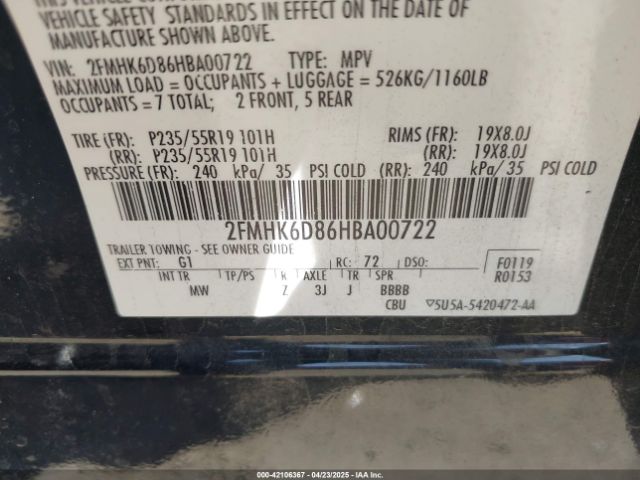 VEHICLE SAFETY STANDARDS IN EFFECT ON THE DATE OF
MANUFACTURE SHOWN ABOVE.
VIN: 2FMHK6D86HBA00722 TYPE: MPV
MAXIMUM LOAD = OCCUPANTS + LUGGAGE = 526KG/1160LB
OCCUPANTS = 7 TOTAL; 2 FRONT, 5 REAR
TIRE (FR): P235/55R19 101H RIMS (FR): 19X8.0J
(RR): P235/55R19 101H (RR): 19X8.0J
PRESSURE (FR): 240 kPa/ 35 PSI COLD (RR): 240 kPa/ 35 PSI COLD
2FMHK6D86HBA00722
TRAILER TOWING - SEE OWNER GUIDE
EXT PNT: G1 RC: 72 DSO: F0119
INT TR TP/PS R AXLE TR SPR R0153
MW Z 3J J BBBB
CBU 5U5A-5420472-AA
000-42106367 - 04/23/2025 - IAA Inc.